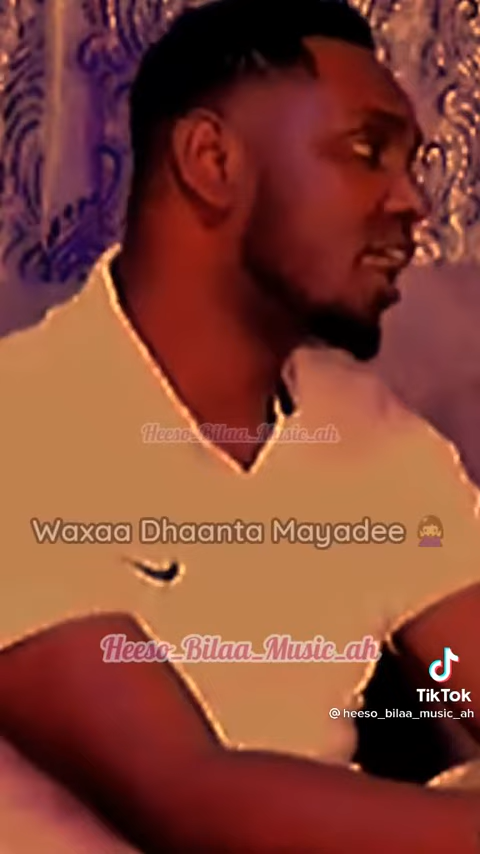 Heeso_Bilaa_Music_ah
Waxaa Dhaanta Mayadee 🙅‍♀️
Heeso_Bilaa_Music_ah
TikTok
@heeso_bilaa_music_ah